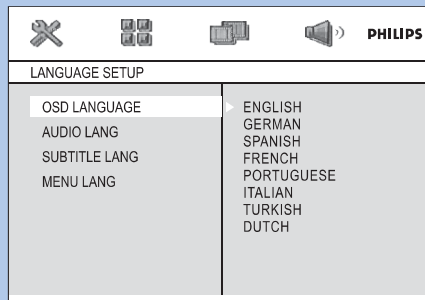 PHILIPS
LANGUAGE SETUP
OSD LANGUAGE
AUDIO LANG
SUBTITLE LANG
MENU LANG
ENGLISH
GERMAN
SPANISH
FRENCH
PORTUGUESE
ITALIAN
TURKISH
DUTCH